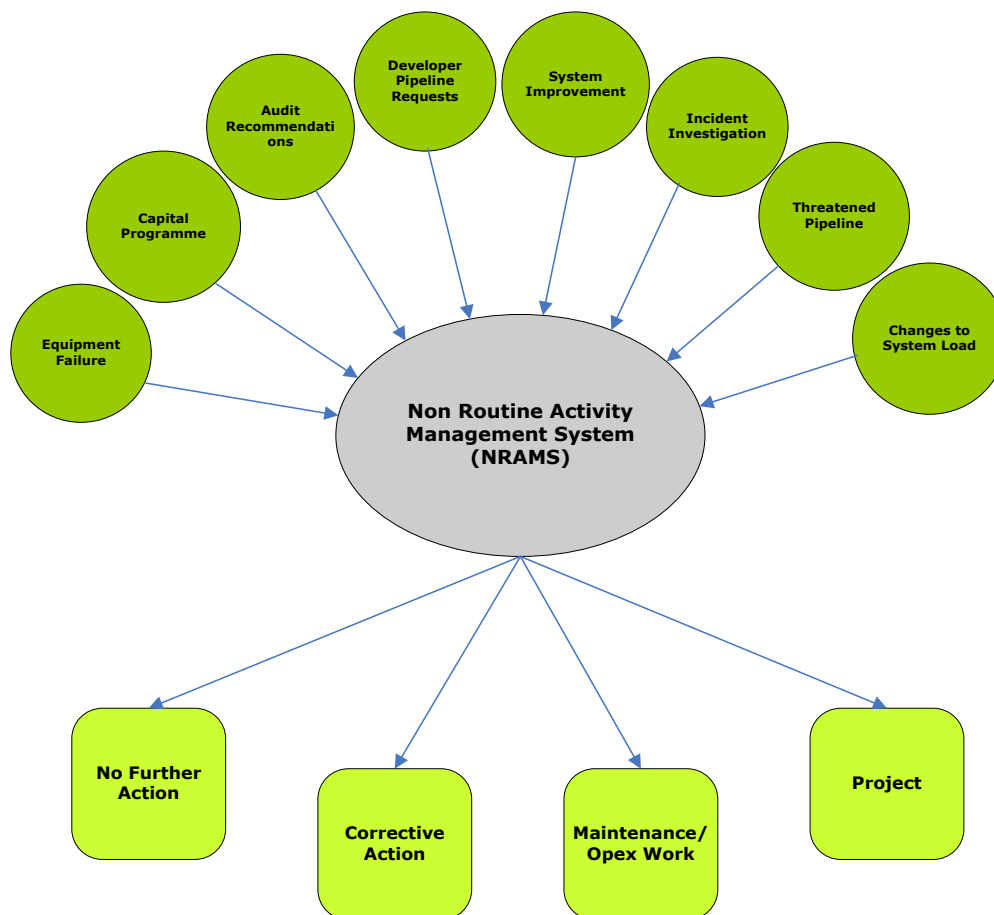 Developer
Pipeline
Requests
System
Improvement
Audit
Recommendati
ons
Incident
Investigation
Capital
Programme
Threatened
Pipeline
Equipment
Failure
Changes to
System Load
Non Routine Activity
Management System
(NRAMS)
No Further
Action
Corrective
Action
Maintenance/
Opex Work
Project